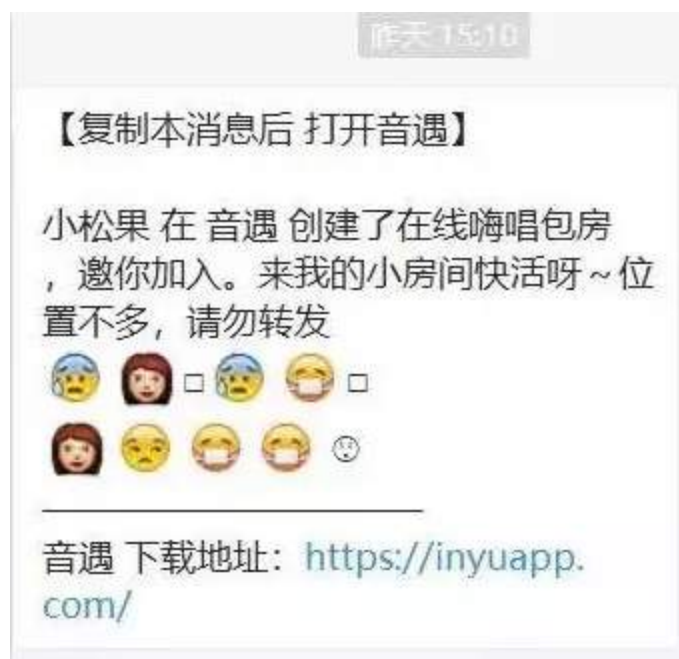 昨天 15:10
【复制本消息后 打开音遇】
小松果 在 音遇 创建了在线嗨唱包房
，邀你加入。来我的小房间快活呀～位
置不多，请勿转发
音遇 下载地址：https://inyuapp.
com/